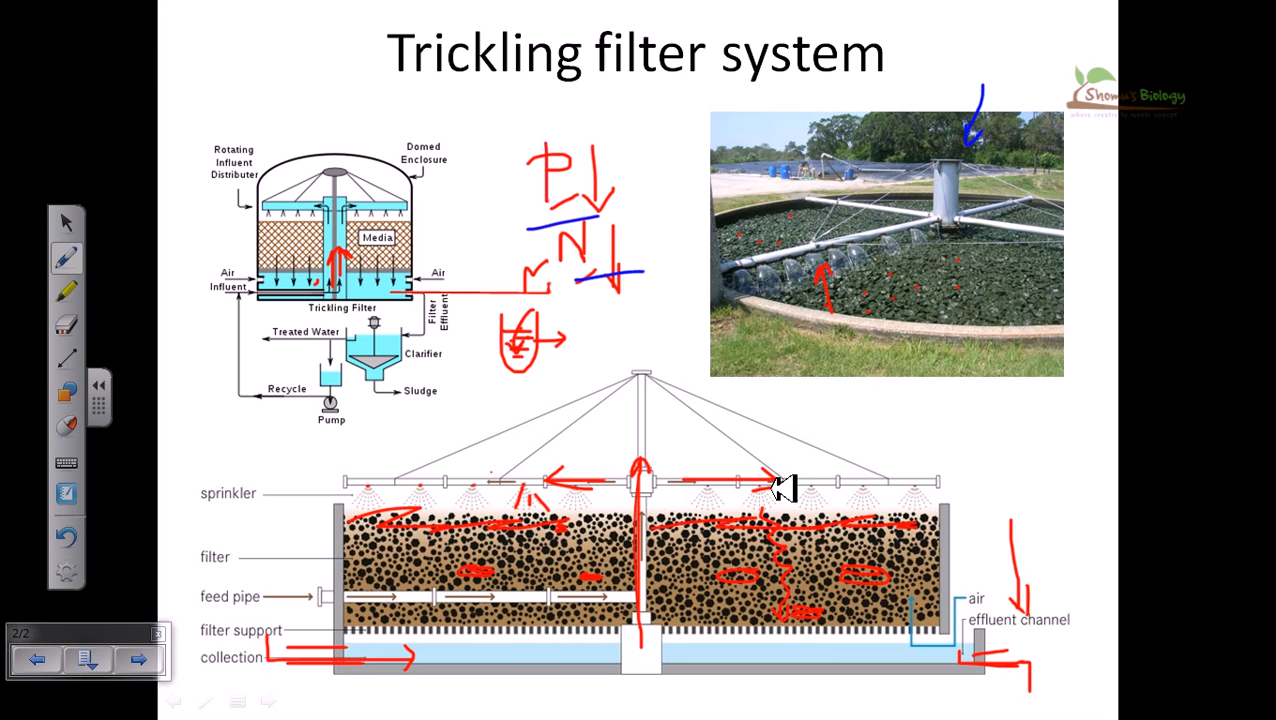 Trickling filter system
Shomu's Biology
Rotating
Influent
Distributer
Domed
Enclosure
P
N
Media
Air
Air
Influent
Trickling Filter
Filter
Effluent
Treated Water
Clarifier
Recycle
Sludge
Pump
sprinkler
filter
feed pipe
air
effluent channel
filter support
collection
2/2